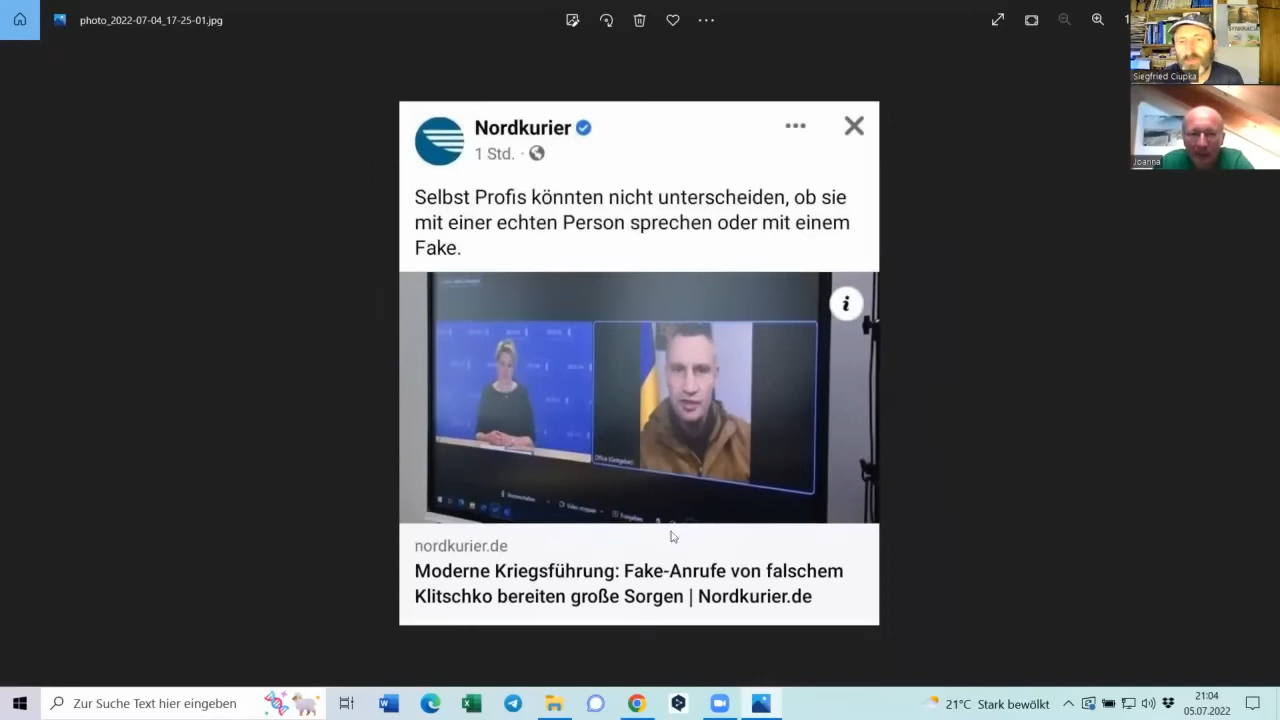 photo_2022-07-04_17-25-01.jpg
Siegfried Ciupka
Joanna
Nordkurier
1 Std.
Selbst Profis könnten nicht unterscheiden, ob sie
mit einer echten Person sprechen oder mit einem
Fake.
nordkurier.de
Moderne Kriegsführung: Fake-Anrufe von falschem
Klitschko bereiten große Sorgen | Nordkurier.de
Zur Suche Text hier eingeben
21°C Stark bewölkt
21:04
05.07.2022